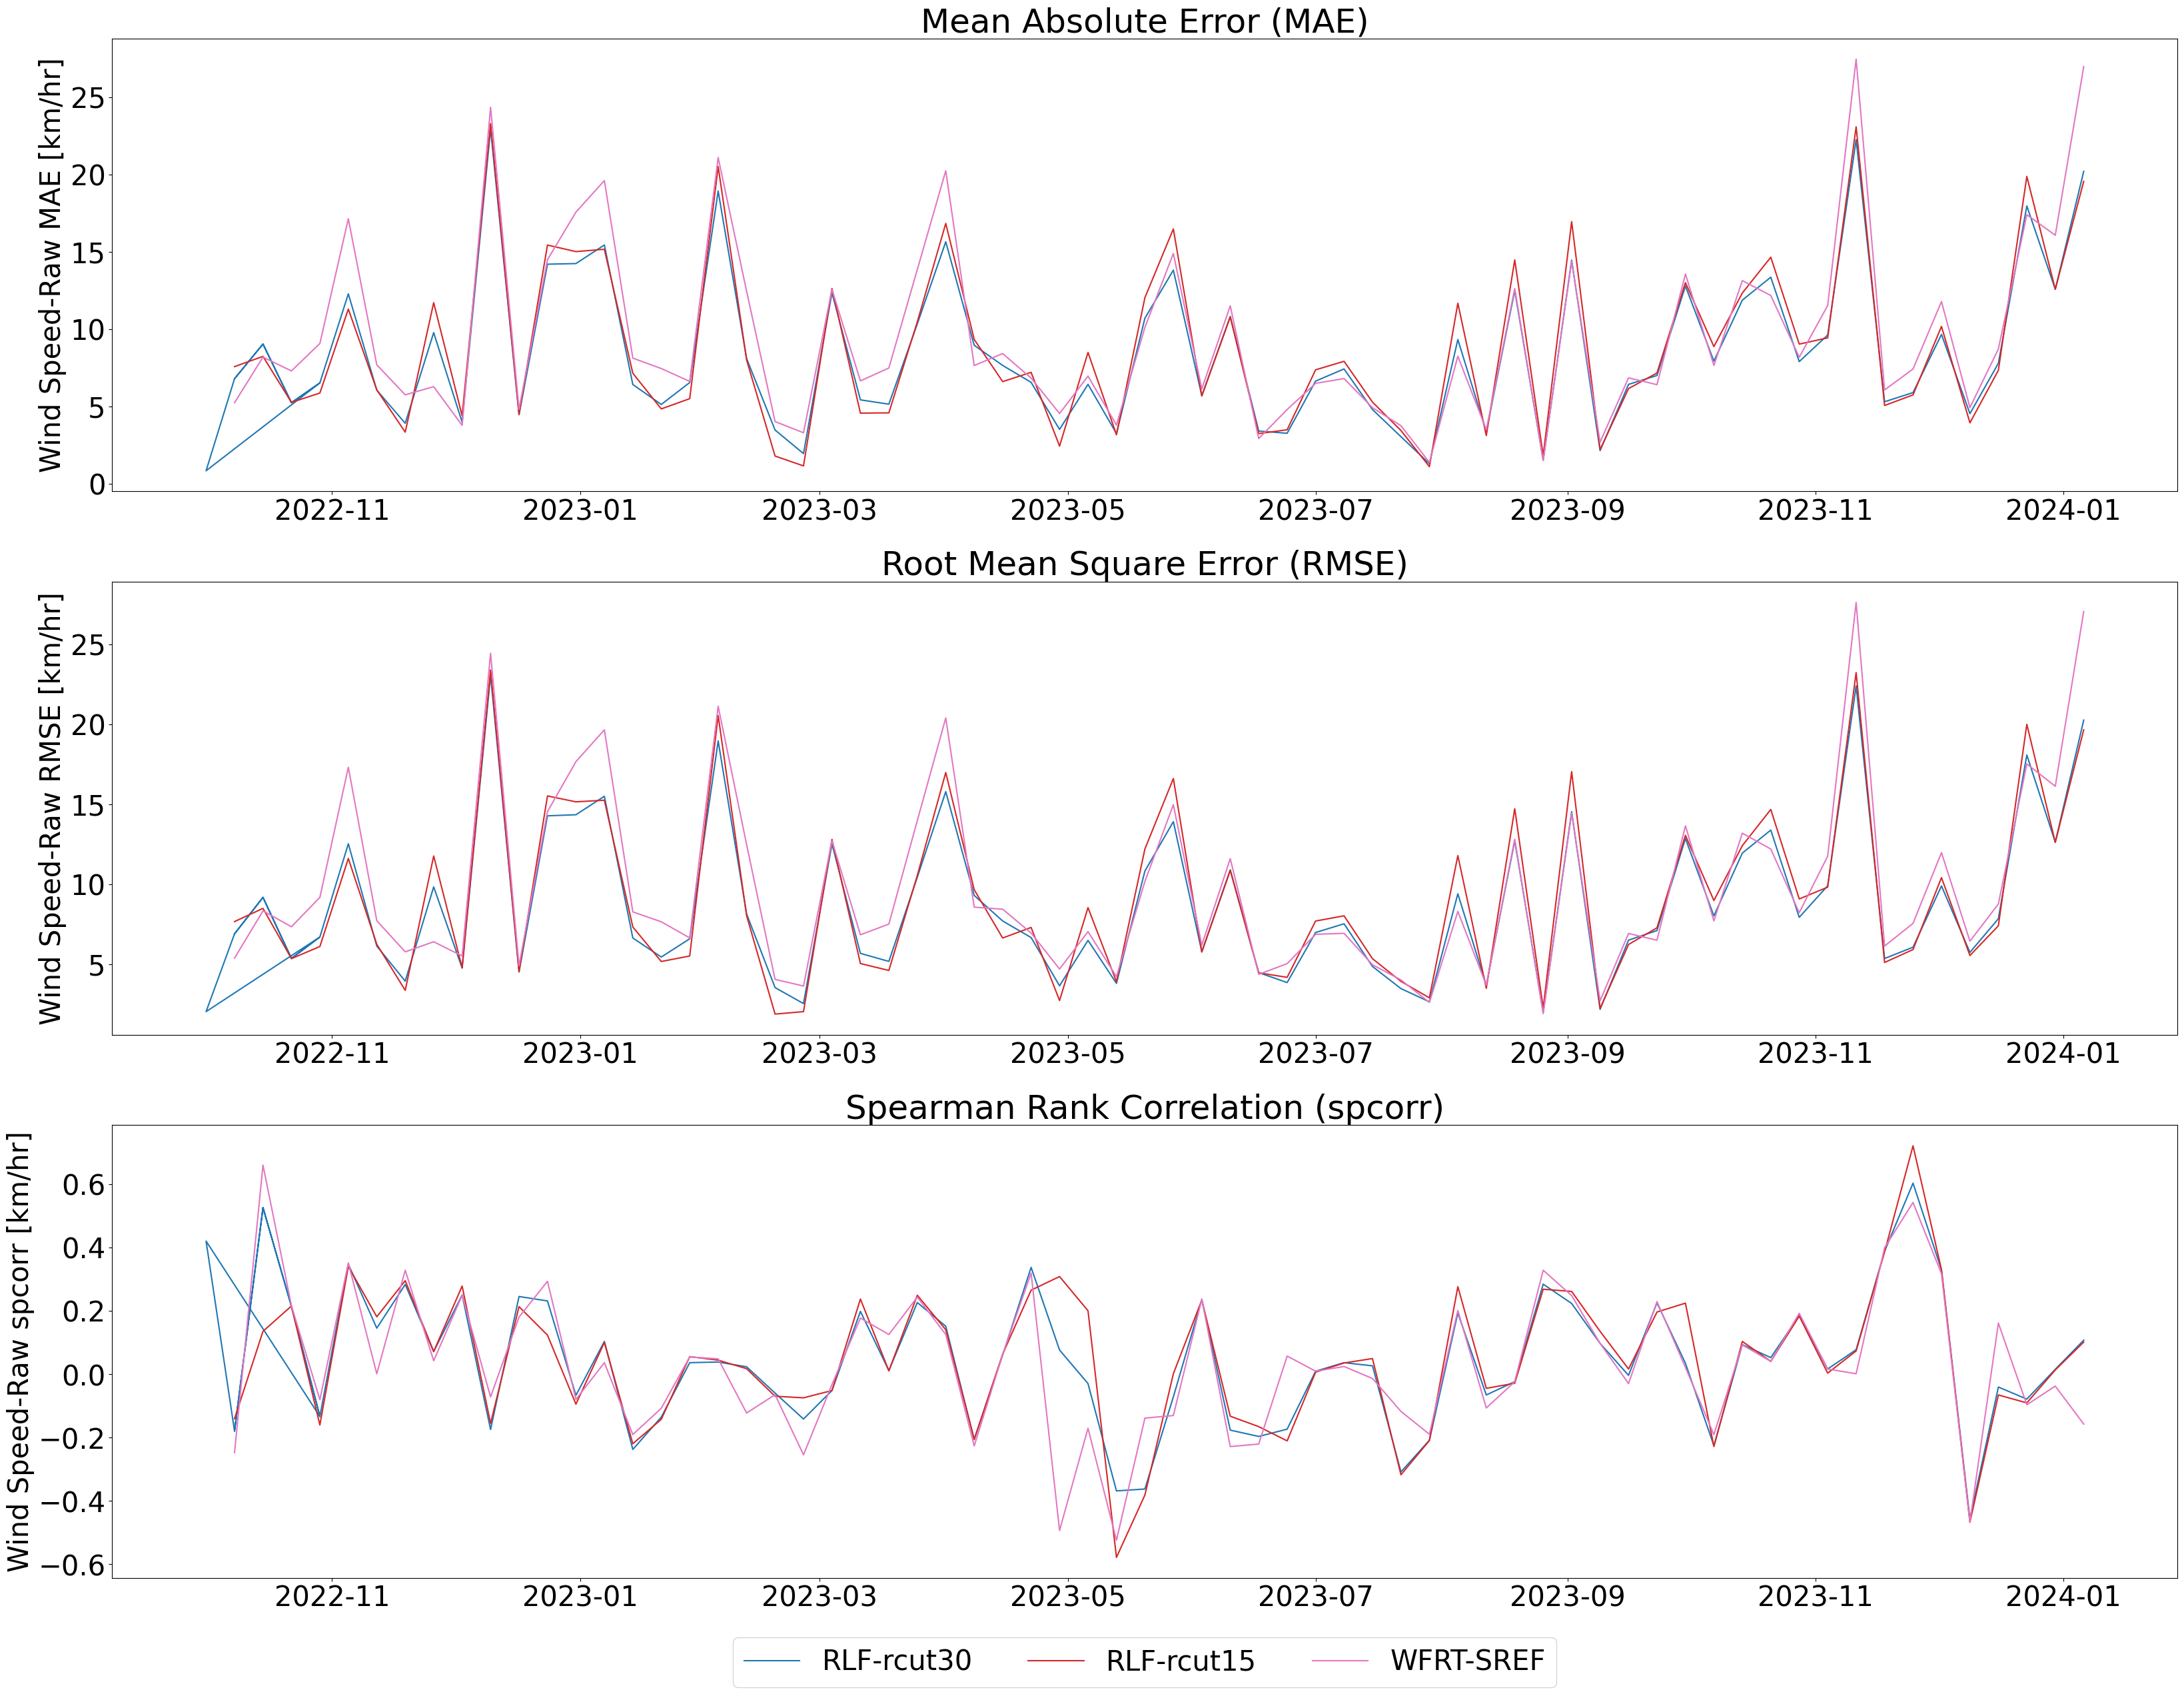 Mean Absolute Error (MAE)
Wind Speed-Raw MAE [km/hr]
25
20
15
10
5
0
2022-11 2023-01 2023-03 2023-05 2023-07 2023-09 2023-11 2024-01
Root Mean Square Error (RMSE)
Wind Speed-Raw RMSE [km/hr]
25
20
15
10
5
2022-11 2023-01 2023-03 2023-05 2023-07 2023-09 2023-11 2024-01
Spearman Rank Correlation (spcorr)
Wind Speed-Raw spcorr [km/hr]
0.6
0.4
0.2
0.0
−0.2
−0.4
−0.6
2022-11 2023-01 2023-03 2023-05 2023-07 2023-09 2023-11 2024-01
RLF-rcut30 RLF-rcut15 WFRT-SREF